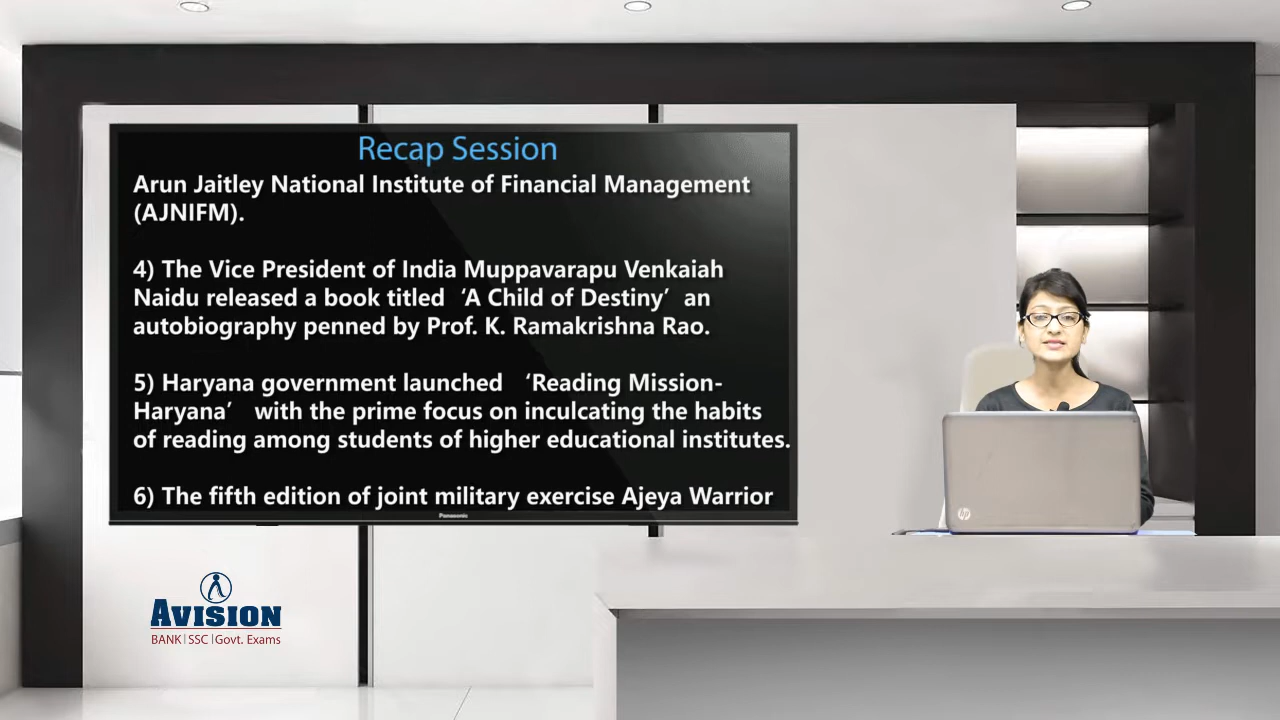 Recap Session
Arun Jaitley National Institute of Financial Management
(AJNIFM).
4) The Vice President of India Muppavarapu Venkaiah
Naidu released a book titled ‘A Child of Destiny’ an
autobiography penned by Prof. K. Ramakrishna Rao.
5) Haryana government launched ‘Reading Mission-
Haryana’ with the prime focus on inculcating the habits
of reading among students of higher educational institutes.
6) The fifth edition of joint military exercise Ajeya Warrior
Panasonic
hp
AVISION
BANK|SSC|Govt. Exams